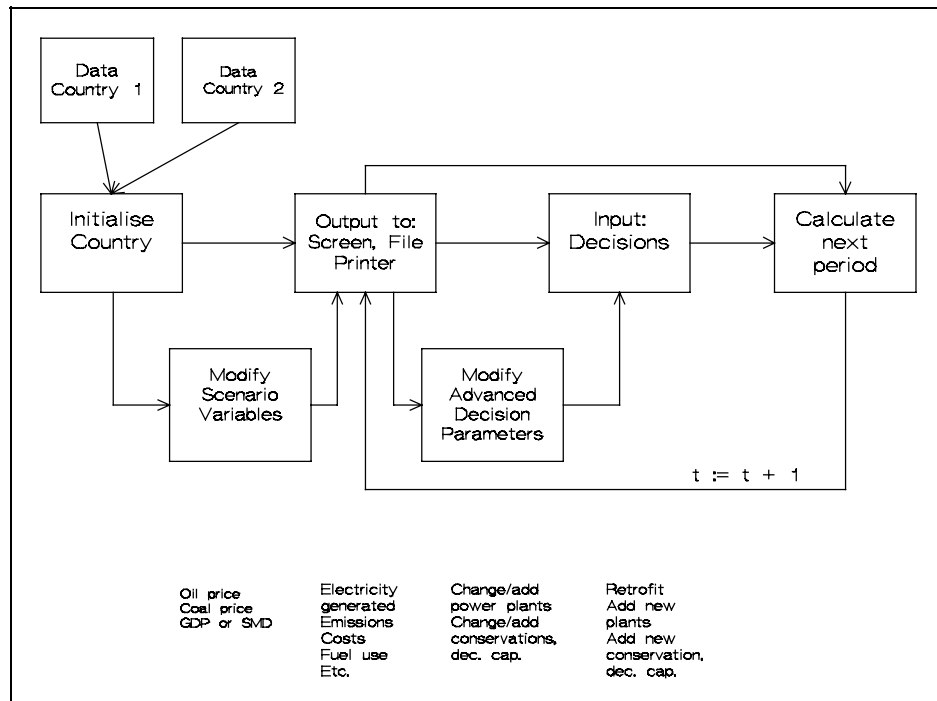 Data
Country 1
Data
Country 2
Initialise
Country
Output to:
Screen, File
Printer
Input:
Decisions
Calculate
next
period
Modify
Scenario
Variables
Modify
Advanced
Decision
Parameters
t := t + 1
Oil price
Coal price
GDP or SMD
Electricity
generated
Emissions
Costs
Fuel use
Etc.
Change/add
power plants
Change/add
conservations,
dec. cap.
Retrofit
Add new
plants
Add new
conservation,
dec. cap.